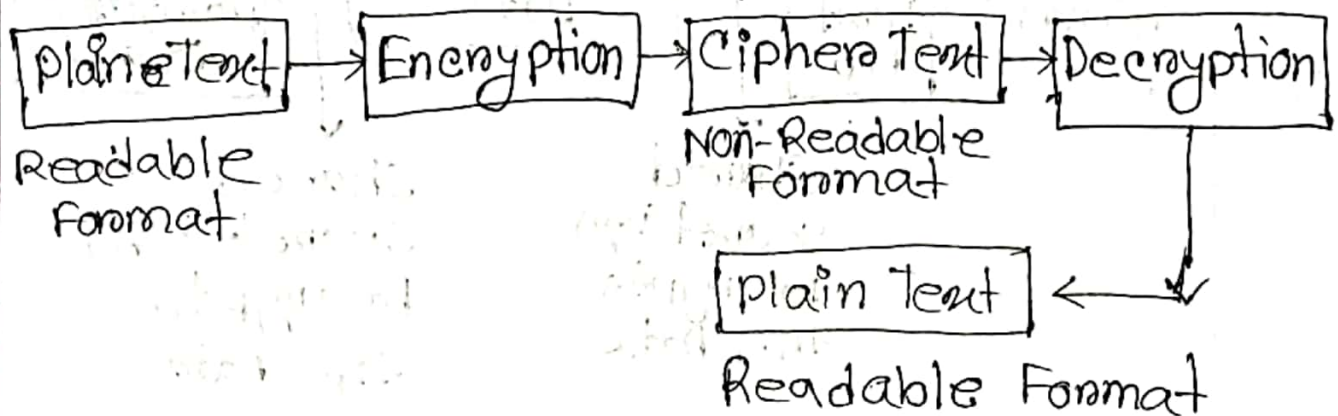 Plain Text
Encryption
Cipher Text
Decryption
Readable
Format
Non-Readable
Format
Plain Text
Readable Format